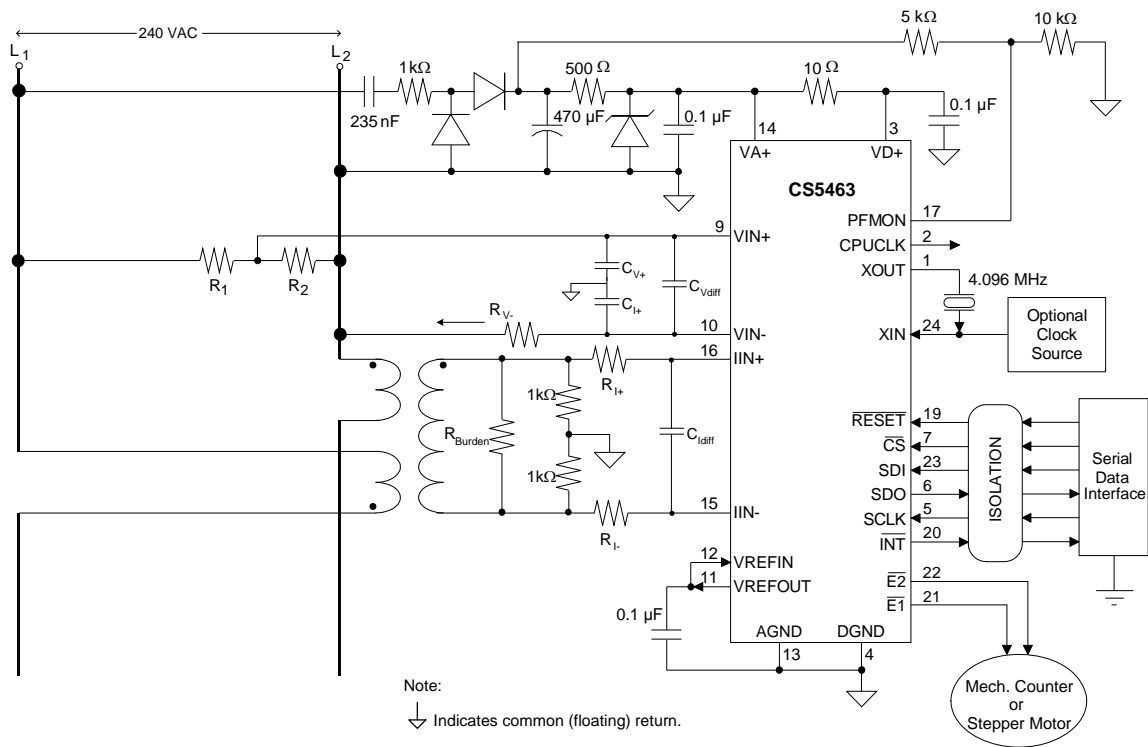 5 kΩ
10 kΩ
240 VAC
L1
L2
1kΩ
500 Ω
10 Ω
235 nF
470 µF
0.1 µF
0.1 µF
14
3
VA+
VD+
CS5463
PFMON
17
CPUCLK
2
XOUT
1
4.096 MHz
XIN
24
Optional
Clock
Source
9
VIN+
R1
R2
CV+
CVdiff
CI+
RV-
10
VIN-
16
IIN+
RI+
1kΩ
RBurden
CIdiff
1kΩ
15
IIN-
RI-
RESET
19
CS
7
SDI
23
SDO
6
SCLK
5
INT
20
ISOLATION
Serial
Data
Interface
12
VREFIN
11
VREFOUT
E2
22
E1
21
0.1 µF
AGND
DGND
13
4
Mech. Counter
or
Stepper Motor
Note:
Indicates common (floating) return.